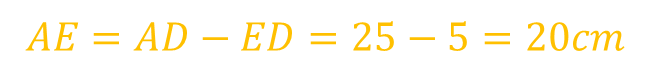 AE = AD − ED = 25 − 5 = 20cm